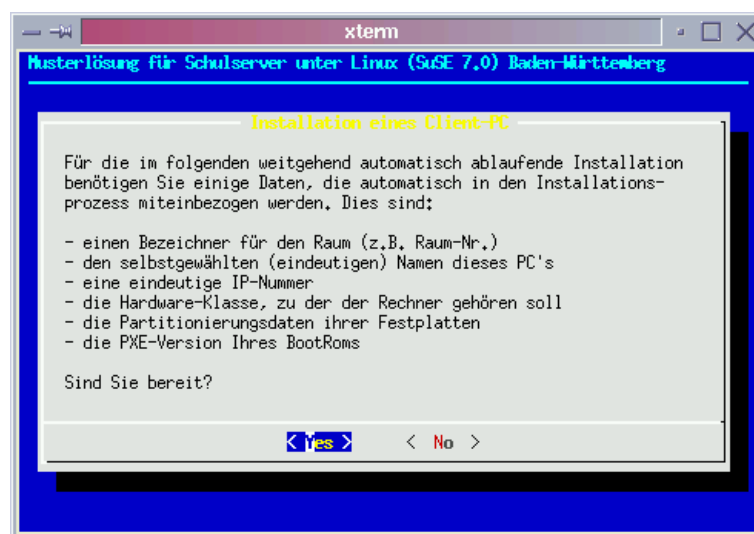 xterm
Musterlösung für Schulserver unter Linux (SuSE 7.0) Baden-Württemberg
Installation eines Client-PC
Für die im folgenden weitgehend automatisch ablaufende Installation
benötigen Sie einige Daten, die automatisch in den Installations-
prozess miteinbezogen werden. Dies sind:
- einen Bezeichner für den Raum (z.B. Raum-Nr.)
- den selbstgewählten (eindeutigen) Namen dieses PC's
- eine eindeutige IP-Nummer
- die Hardware-Klasse, zu der der Rechner gehören soll
- die Partitionierungsdaten ihrer Festplatten
- die PXE-Version Ihres BootRoms
Sind Sie bereit?
< Yes > < No >